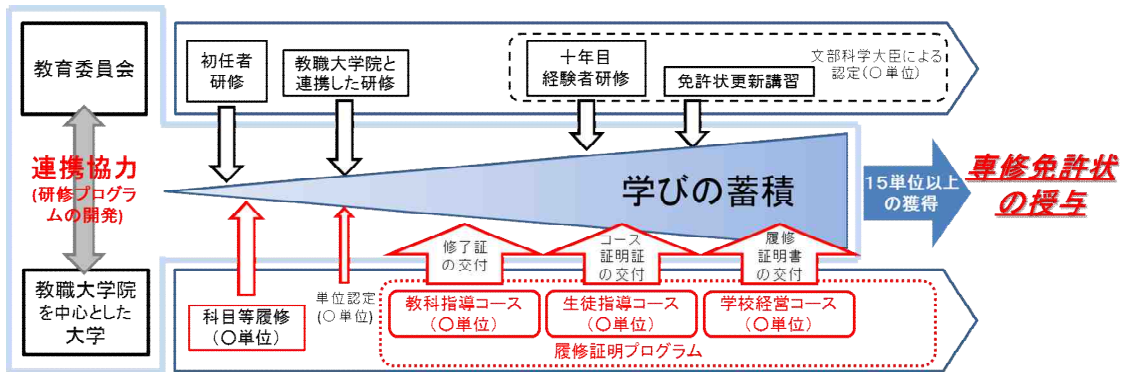 教育委員会
連携協力
(研修プログラ
ムの開発)
教職大学院
を中心とした
大学
初任者
研修
教職大学院と
連携した研修
十年目
経験者研修
免許状更新講習
文部科学大臣による
認定(〇単位)
学びの蓄積
15単位以上
の獲得
専修免許状
の授与
科目等履修
(〇単位)
単位認定
(〇単位)
修了証
の交付
コース
証明証
の交付
履修
証明書
の交付
教科指導コース
(〇単位)
生徒指導コース
(〇単位)
学校経営コース
(〇単位)
履修証明プログラム